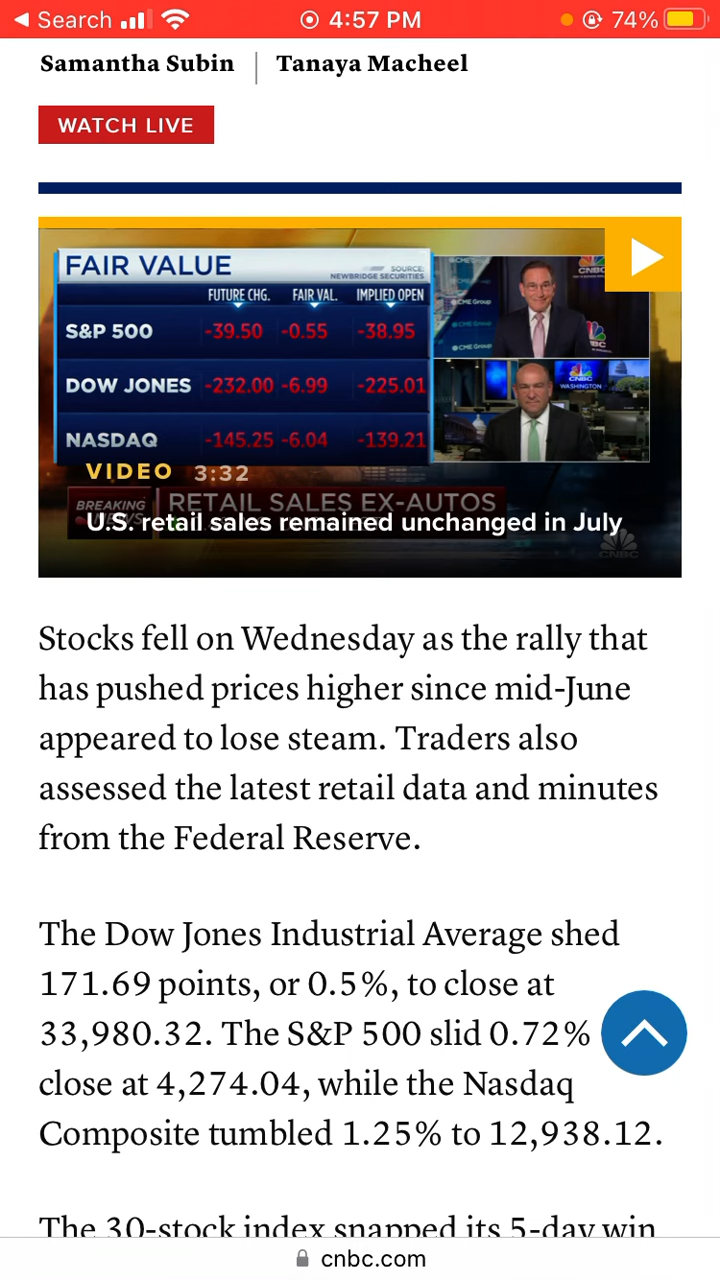 Search 4:57 PM 74%
Samantha Subin | Tanaya Macheel
WATCH LIVE
FAIR VALUE
SOURCE:
NEWBRIDGE SECURITIES
FUTURE CHG. FAIR VAL. IMPLIED OPEN
S&P 500 -39.50 -0.55 -38.95
DOW JONES -232.00 -6.99 -225.01
NASDAQ -145.25 -6.04 -139.21
CME Group
CNBC
WASHINGTON
VIDEO 3:32
BREAKING NEWS
RETAIL SALES EX-AUTOS
U.S. retail sales remained unchanged in July
CNBC
Stocks fell on Wednesday as the rally that
has pushed prices higher since mid-June
appeared to lose steam. Traders also
assessed the latest retail data and minutes
from the Federal Reserve.
The Dow Jones Industrial Average shed
171.69 points, or 0.5%, to close at
33,980.32. The S&P 500 slid 0.72%
close at 4,274.04, while the Nasdaq
Composite tumbled 1.25% to 12,938.12.
The 30-stock index snapped its 5-day win
cnbc.com